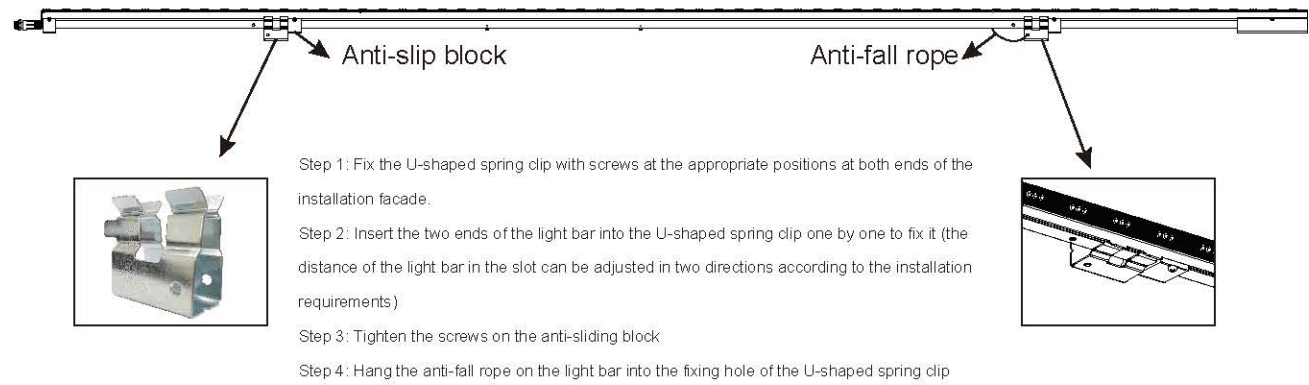 Anti-slip block
Anti-fall rope
Step 1: Fix the U-shaped spring clip with screws at the appropriate positions at both ends of the
installation facade.
Step 2: Insert the two ends of the light bar into the U-shaped spring clip one by one to fix it (the
distance of the light bar in the slot can be adjusted in two directions according to the installation
requirements)
Step 3: Tighten the screws on the anti-sliding block
Step 4: Hang the anti-fall rope on the light bar into the fixing hole of the U-shaped spring clip